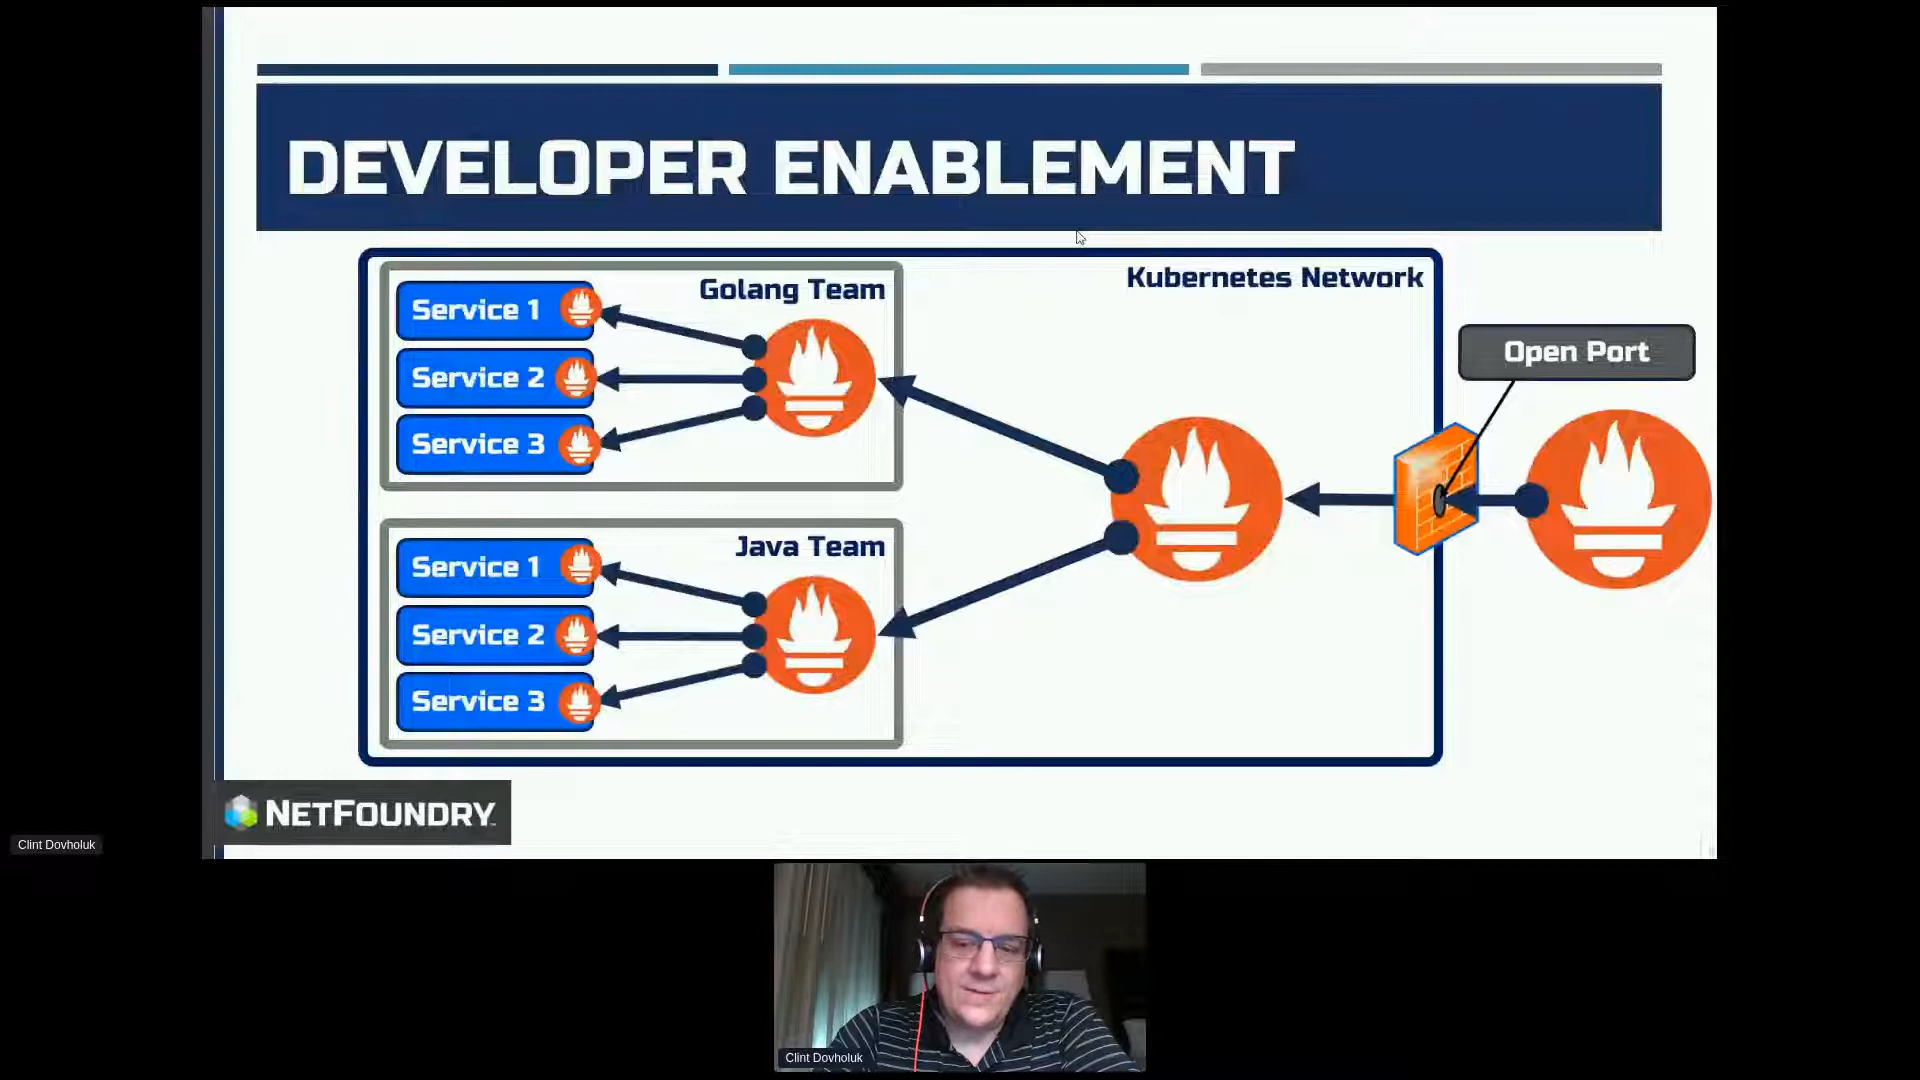 DEVELOPER ENABLEMENT
Golang Team
Service 1
Service 2
Service 3
Java Team
Service 1
Service 2
Service 3
Kubernetes Network
Open Port
NETFOUNDRY
Clint Dovholuk
Clint Dovholuk